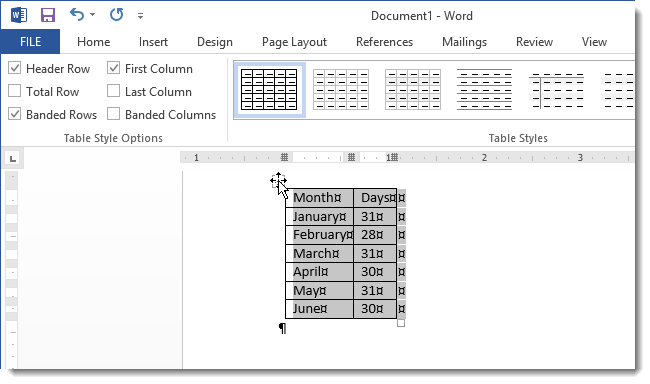 Document1 - Word
FILE Home Insert Design Page Layout References Mailings Review View
Header Row First Column
Total Row Last Column
Banded Rows Banded Columns
Table Style Options Table Styles
L 1 1 2 3
Month¤ Days¤ ¤
January¤ 31¤ ¤
February¤ 28¤ ¤
March¤ 31¤ ¤
April¤ 30¤ ¤
May¤ 31¤ ¤
June¤ 30¤ ¤
¶